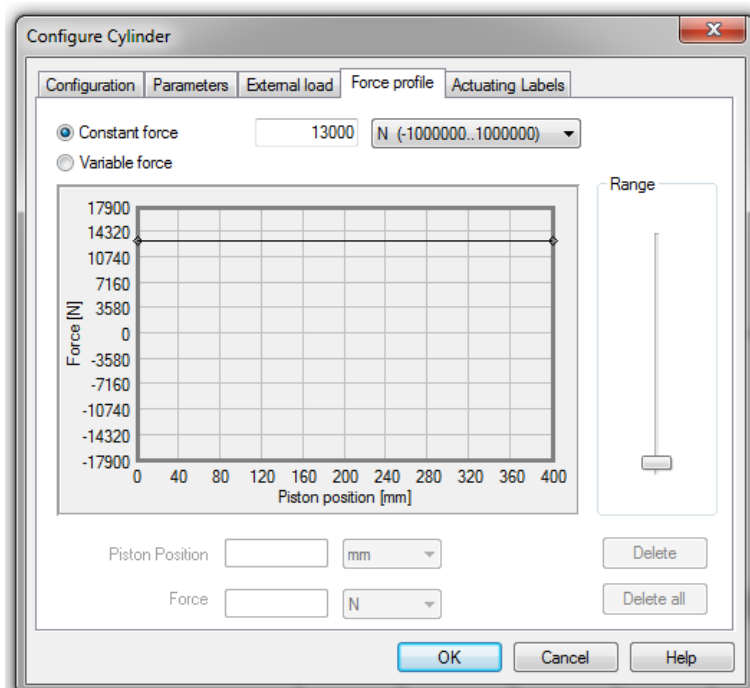 Configure Cylinder
Configuration Parameters External load Force profile Actuating Labels
Constant force 13000 N (-1000000..1000000)
Variable force
Range
17900
14320
10740
7160
3580
0
-3580
-7160
-10740
-14320
-17900
Force [N]
0 40 80 120 160 200 240 280 320 360 400
Piston position [mm]
Piston Position mm Delete
Force N Delete all
OK Cancel Help